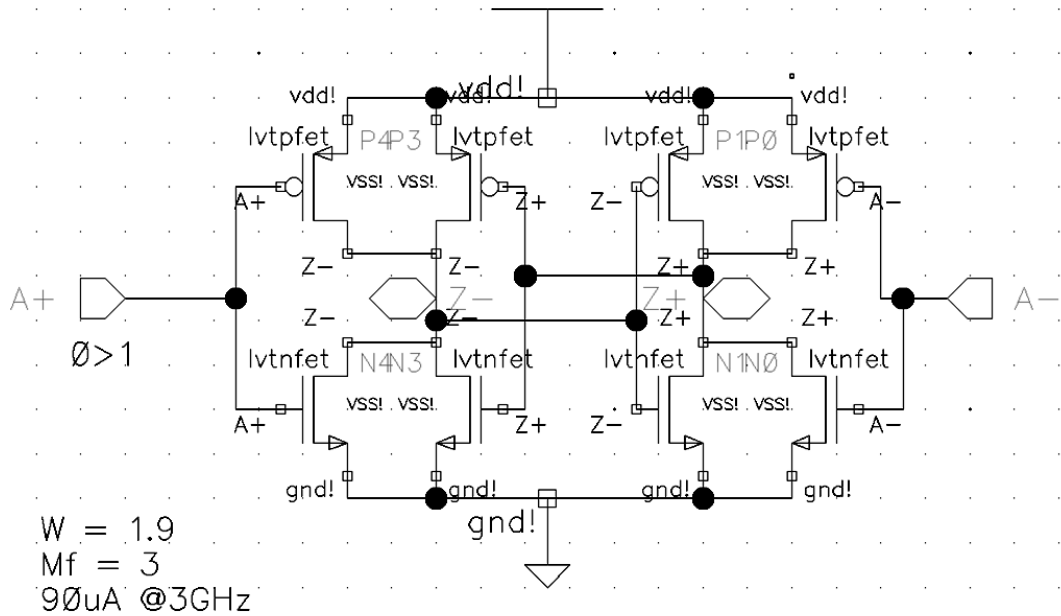 vdd!
vdd! vdd! vdd! vdd!
lvtpfet P4P3 lvtpfet lvtpfet P1P0 lvtpfet
VSS! VSS! VSS! VSS!
A+ Z+ Z- A-
Z- Z- Z+ Z+
A+ Z- Z+ A-
Z- Z- Z+ Z+
0>1
lvtnfet N4N3 lvtnfet lvtnfet N1N0 lvtnfet
VSS! VSS! VSS! VSS!
A+ Z+ Z- A-
gnd! gnd! gnd! gnd!
gnd!
W = 1.9
Mf = 3
90uA @3GHz